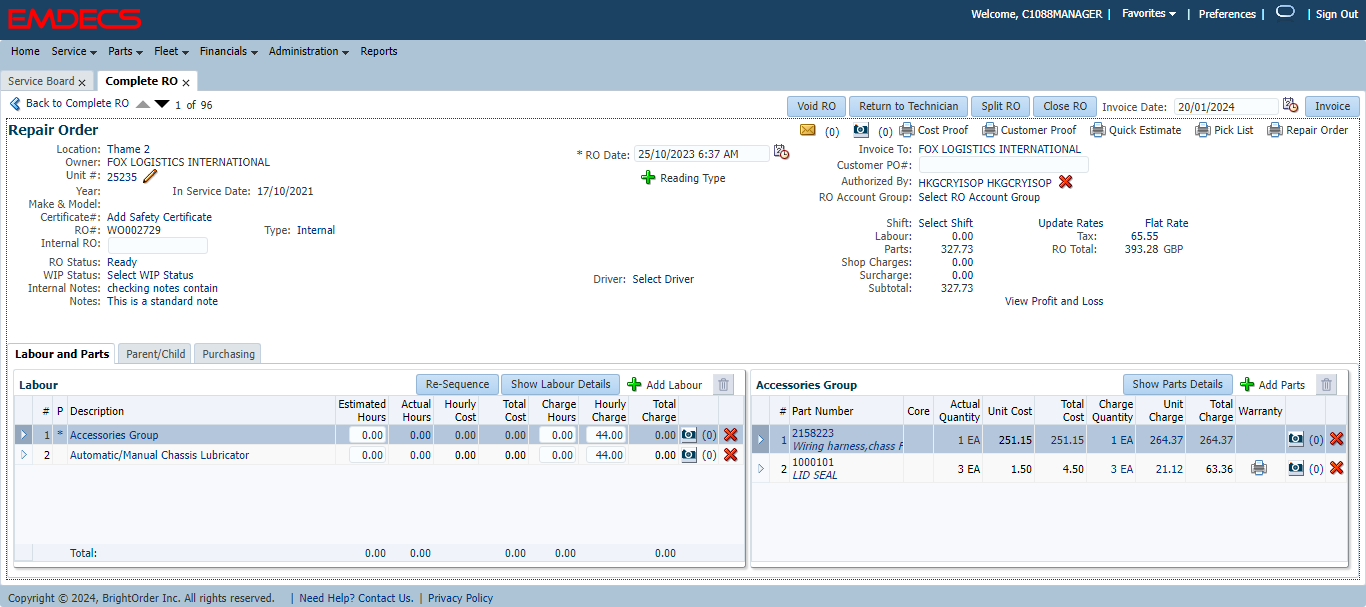 EMDECS
Welcome, C1088MANAGER | Favorites | Preferences | | Sign Out
Home Service Parts Fleet Financials Administration Reports
Service Board x Complete RO x
Back to Complete RO 1 of 96
Void RO Return to Technician Split RO Close RO Invoice Date: 20/01/2024 Invoice
Repair Order
(0) (0) Cost Proof Customer Proof Quick Estimate Pick List Repair Order
Location: Thame 2
Owner: FOX LOGISTICS INTERNATIONAL
Unit #: 25235
Year: In Service Date: 17/10/2021
Make & Model:
Certificate#: Add Safety Certificate
RO#: WO002729 Type: Internal
Internal RO:
RO Status: Ready
WIP Status: Select WIP Status
Internal Notes: checking notes contain
Notes: This is a standard note
* RO Date: 25/10/2023 6:37 AM
Reading Type
Driver: Select Driver
Invoice To: FOX LOGISTICS INTERNATIONAL
Customer PO#:
Authorized By: HKGCRYISOP HKGCRYISOP
RO Account Group: Select RO Account Group
Shift: Select Shift Update Rates Flat Rate
Labour: 0.00 Tax: 65.55
Parts: 327.73 RO Total: 393.28 GBP
Shop Charges: 0.00
Surcharge: 0.00
Subtotal: 327.73
View Profit and Loss
Labour and Parts Parent/Child Purchasing
Labour Re-Sequence Show Labour Details Add Labour
# P Description Estimated Hours Actual Hours Hourly Cost Total Cost Charge Hours Hourly Charge Total Charge
1 * Accessories Group 0.00 0.00 0.00 0.00 0.00 44.00 0.00 (0)
2 Automatic/Manual Chassis Lubricator 0.00 0.00 0.00 0.00 0.00 44.00 0.00 (0)
Total: 0.00 0.00 0.00 0.00 0.00
Accessories Group Show Parts Details Add Parts
# Part Number Core Actual Quantity Unit Cost Total Cost Charge Quantity Unit Charge Total Charge Warranty
1 2158223 1 EA 251.15 251.15 1 EA 264.37 264.37 (0)
Wiring harness,chass F
2 1000101 3 EA 1.50 4.50 3 EA 21.12 63.36 (0)
LID SEAL
Copyright © 2024, BrightOrder Inc. All rights reserved. | Need Help? Contact Us. | Privacy Policy